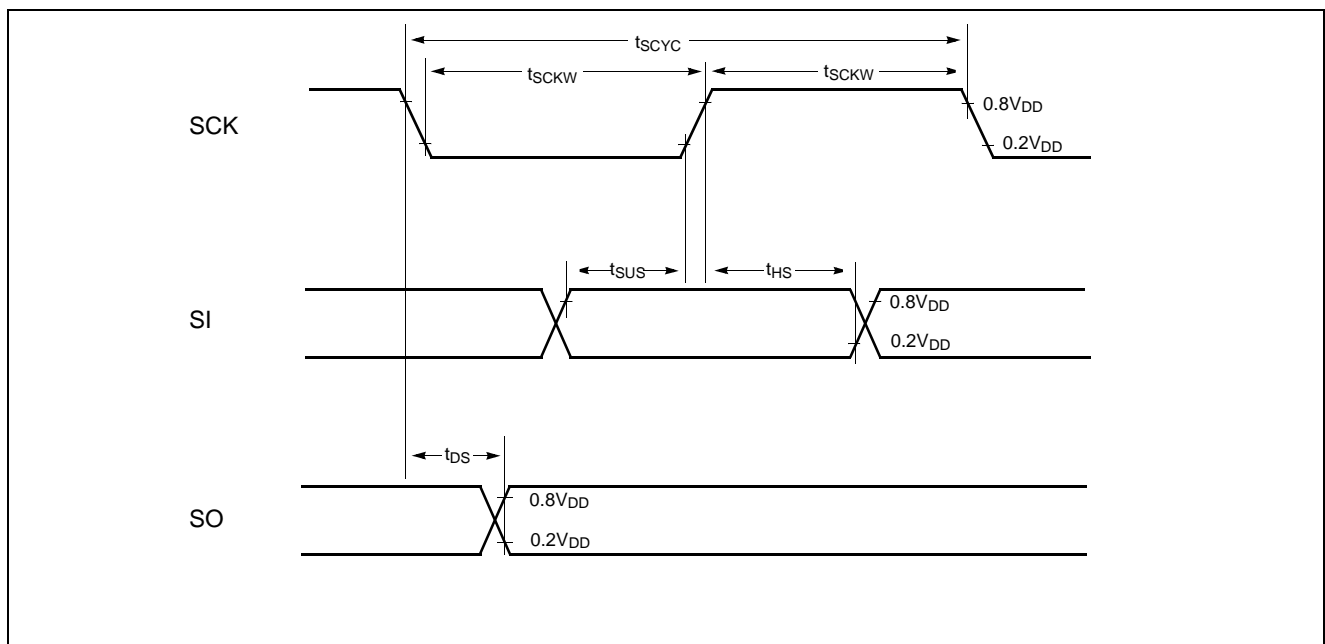 tSCYC
tSCKW tSCKW
SCK
0.8VDD
0.2VDD
tSUS tHS
SI
0.8VDD
0.2VDD
tDS
SO
0.8VDD
0.2VDD